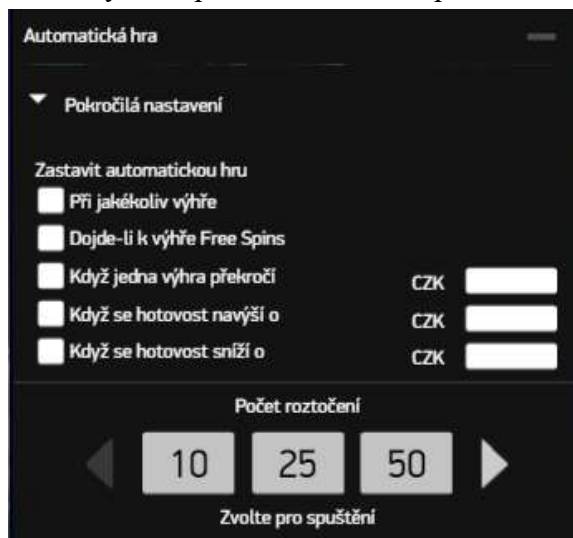 Automatická hra
Pokročilá nastavení
Zastavit automatickou hru
Při jakékoliv výhře
Dojde-li k výhře Free Spins
Když jedna výhra překročí CZK
Když se hotovost navýší o CZK
Když se hotovost sníží o CZK
Počet roztočení
10 25 50
Zvolte pro spuštění